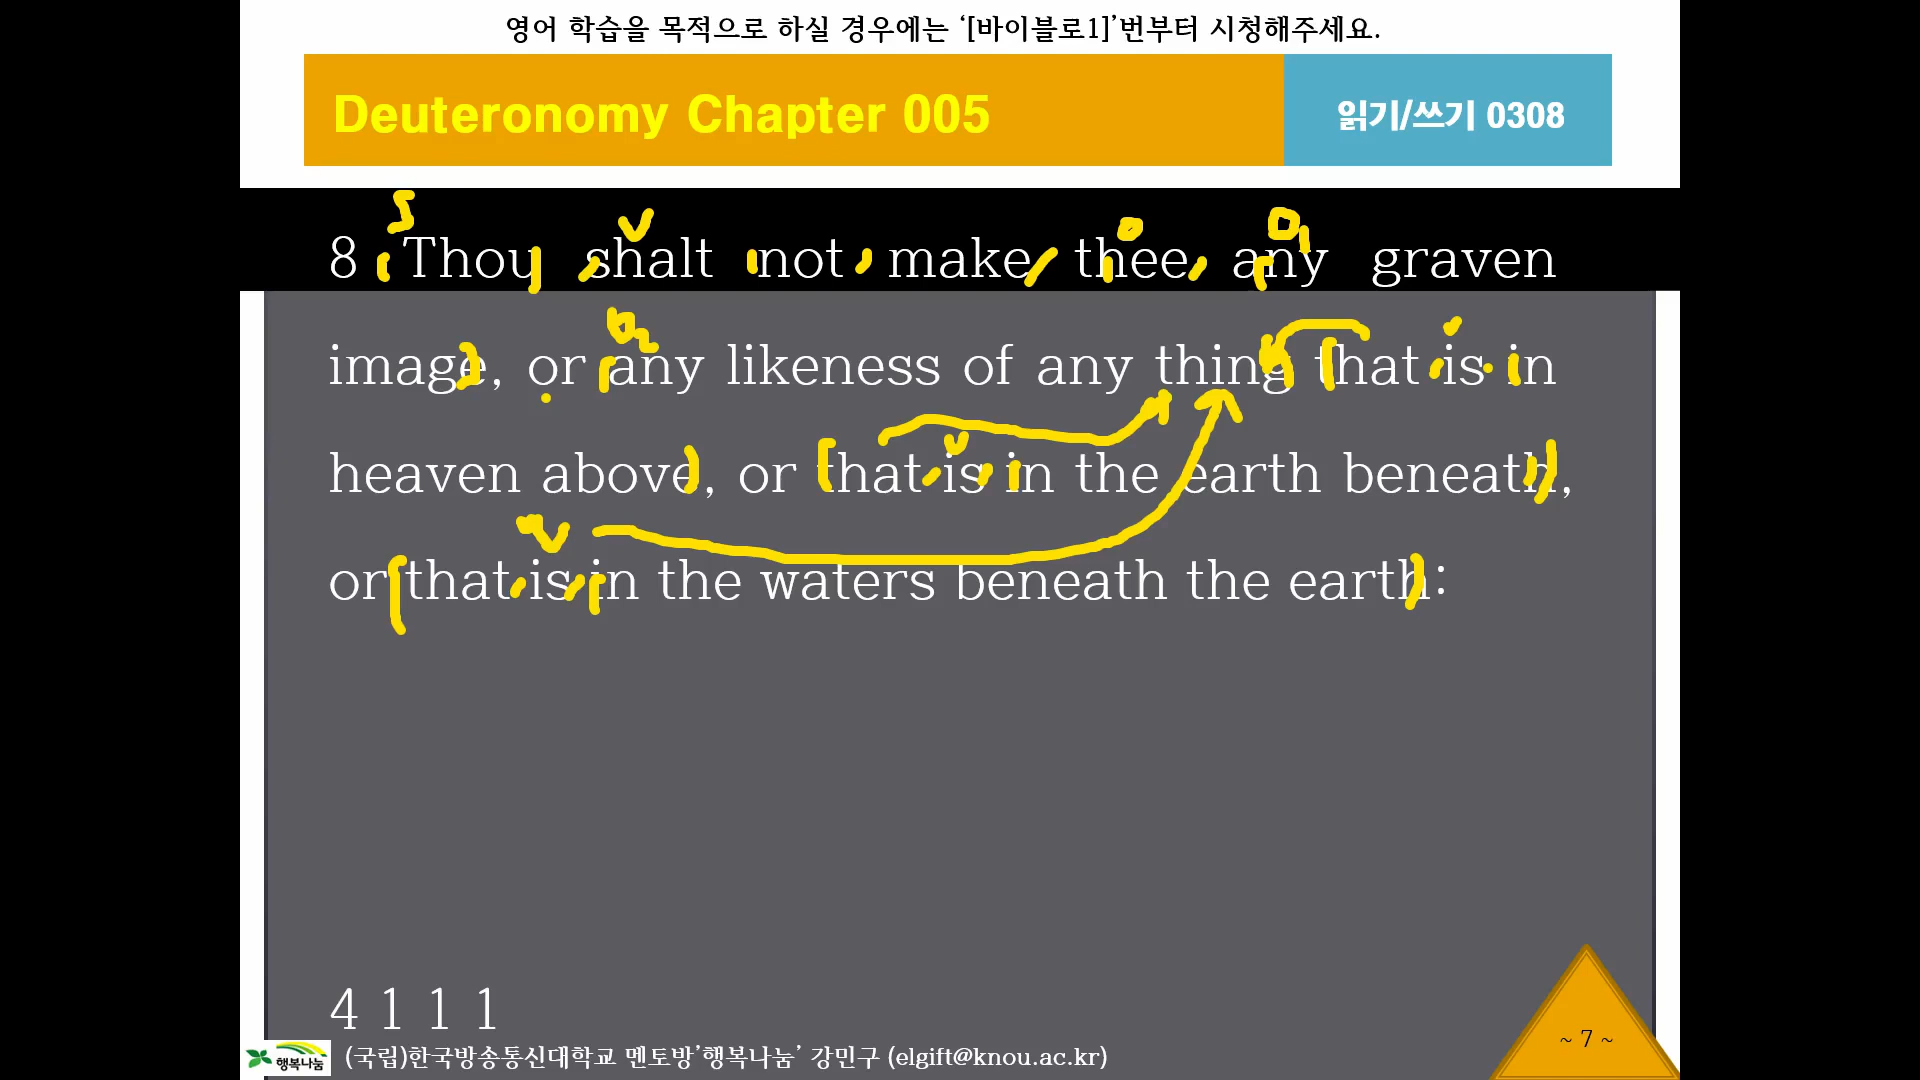 영어 학습을 목적으로 하실 경우에는 ‘[바이블로1]’번부터 시청해주세요.
Deuteronomy Chapter 005
읽기/쓰기 0308
8 Thou shalt not make thee any graven
image, or any likeness of any thing that is in
heaven above, or that is in the earth beneath,
or that is in the waters beneath the earth:
4 1 1 1
~ 7 ~
행복나눔
(국립)한국방송통신대학교 멘토방’행복나눔’ 강민구 (elgift@knou.ac.kr)